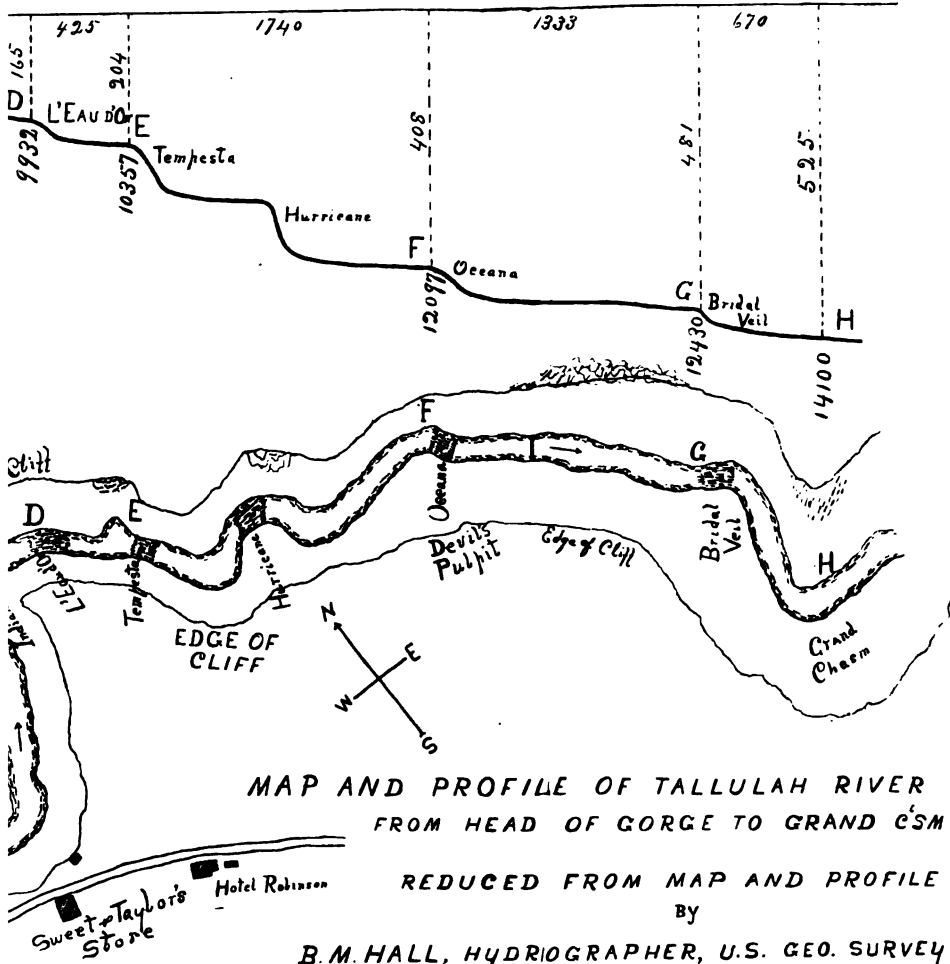 425 1740 1333 670
165 204 408 481 525
D L'EAU D'Or E
Tempesta
Hurricane
F Oceana
G Bridal
Veil
H
9932 10357 12097 12430 14100
Cliff
D E F G H
L'Eau D'O
Tempesta
Hurricane
Oceana
Devil's
Pulpit
Edge of Cliff
Bridal
Veil
Grand
Chasm
Indian
EDGE OF
CLIFF
N
E
W
S
MAP AND PROFILE OF TALLULAH RIVER
FROM HEAD OF GORGE TO GRAND C'SM
REDUCED FROM MAP AND PROFILE
By
B.M. HALL, HYDRIOGRAPHER, U.S. GEO. SURVEY
Hotel Robinson
Sweet & Taylor's
Store